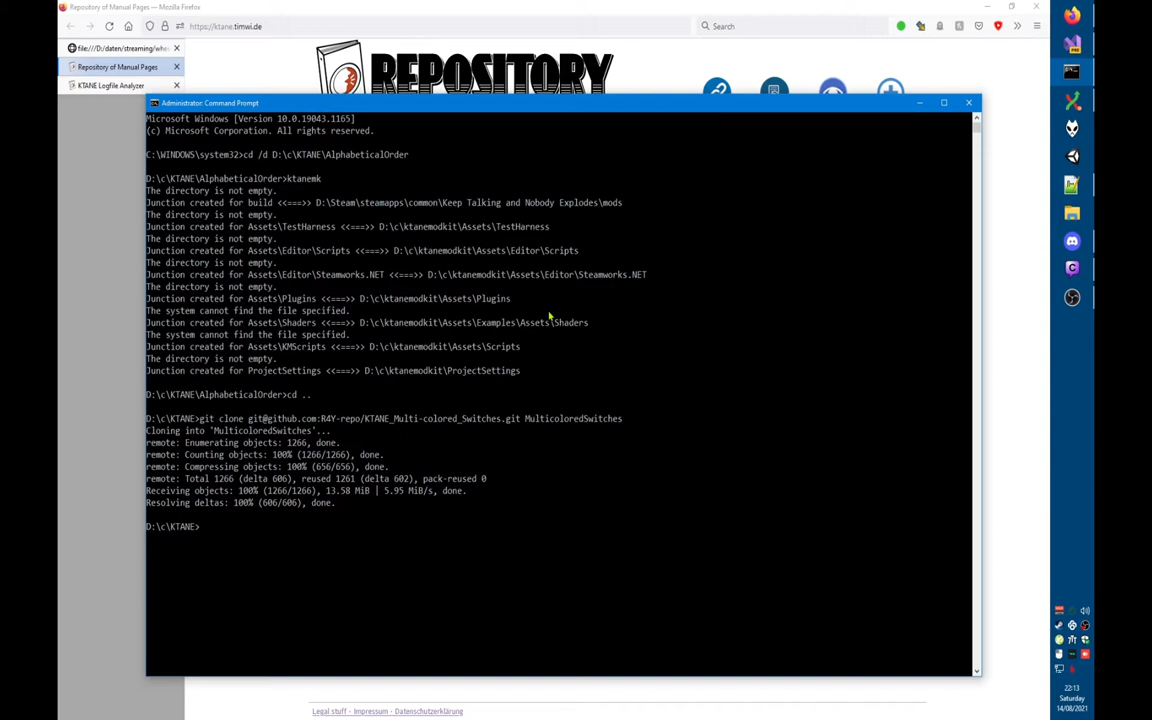 Repository of Manual Pages — Mozilla Firefox
https://ktane.timwi.de
Search
file:///D:/daten/streaming/whe
Repository of Manual Pages
KTANE Logfile Analyzer
REPOSITORY
Administrator: Command Prompt
Microsoft Windows [Version 10.0.19043.1165]
(c) Microsoft Corporation. All rights reserved.
C:\WINDOWS\system32>cd /d D:\c\KTANE\AlphabeticalOrder
D:\c\KTANE\AlphabeticalOrder>ktanemk
The directory is not empty.
Junction created for build <<===>> D:\Steam\steamapps\common\Keep Talking and Nobody Explodes\mods
The directory is not empty.
Junction created for Assets\TestHarness <<===>> D:\c\ktanemodkit\Assets\TestHarness
The directory is not empty.
Junction created for Assets\Editor\Scripts <<===>> D:\c\ktanemodkit\Assets\Editor\Scripts
The directory is not empty.
Junction created for Assets\Editor\Steamworks.NET <<===>> D:\c\ktanemodkit\Assets\Editor\Steamworks.NET
The directory is not empty.
Junction created for Assets\Plugins <<===>> D:\c\ktanemodkit\Assets\Plugins
The system cannot find the file specified.
Junction created for Assets\Shaders <<===>> D:\c\ktanemodkit\Assets\Examples\Assets\Shaders
The system cannot find the file specified.
Junction created for Assets\KMScripts <<===>> D:\c\ktanemodkit\Assets\Scripts
The directory is not empty.
Junction created for ProjectSettings <<===>> D:\c\ktanemodkit\ProjectSettings
D:\c\KTANE\AlphabeticalOrder>cd ..
D:\c\KTANE>git clone git@github.com:R4Y-repo/KTANE_Multi-colored_Switches.git MulticoloredSwitches
Cloning into 'MulticoloredSwitches'...
remote: Enumerating objects: 1266, done.
remote: Counting objects: 100% (1266/1266), done.
remote: Compressing objects: 100% (656/656), done.
remote: Total 1266 (delta 606), reused 1261 (delta 602), pack-reused 0
Receiving objects: 100% (1266/1266), 13.58 MiB | 5.95 MiB/s, done.
Resolving deltas: 100% (606/606), done.
D:\c\KTANE>
Legal stuff · Impressum · Datenschutzerklärung
22:13
Saturday
14/08/2021